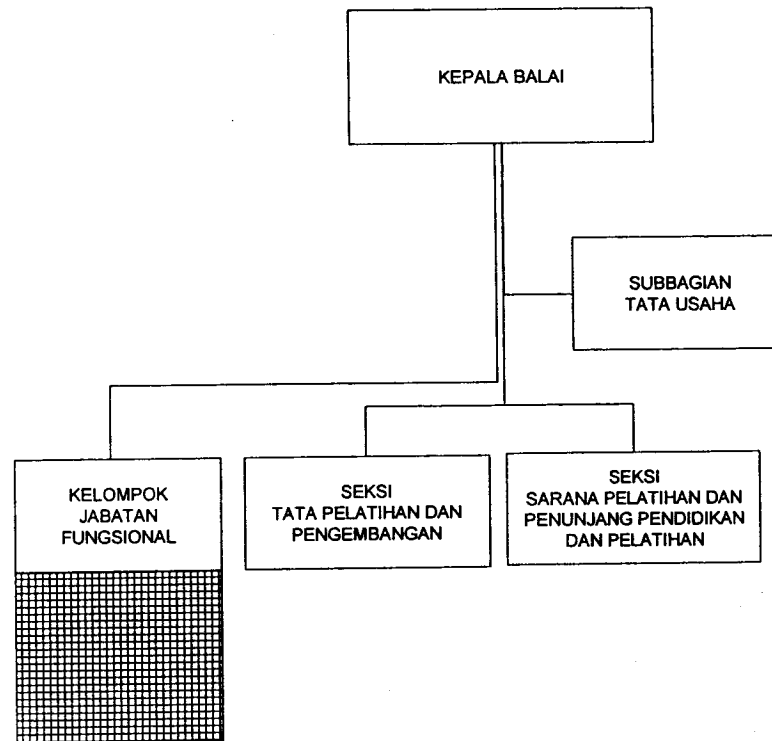 KEPALA BALAI
SUBBAGIAN
TATA USAHA
KELOMPOK
JABATAN
FUNGSIONAL
SEKSI
TATA PELATIHAN DAN
PENGEMBANGAN
SEKSI
SARANA PELATIHAN DAN
PENUNJANG PENDIDIKAN
DAN PELATIHAN